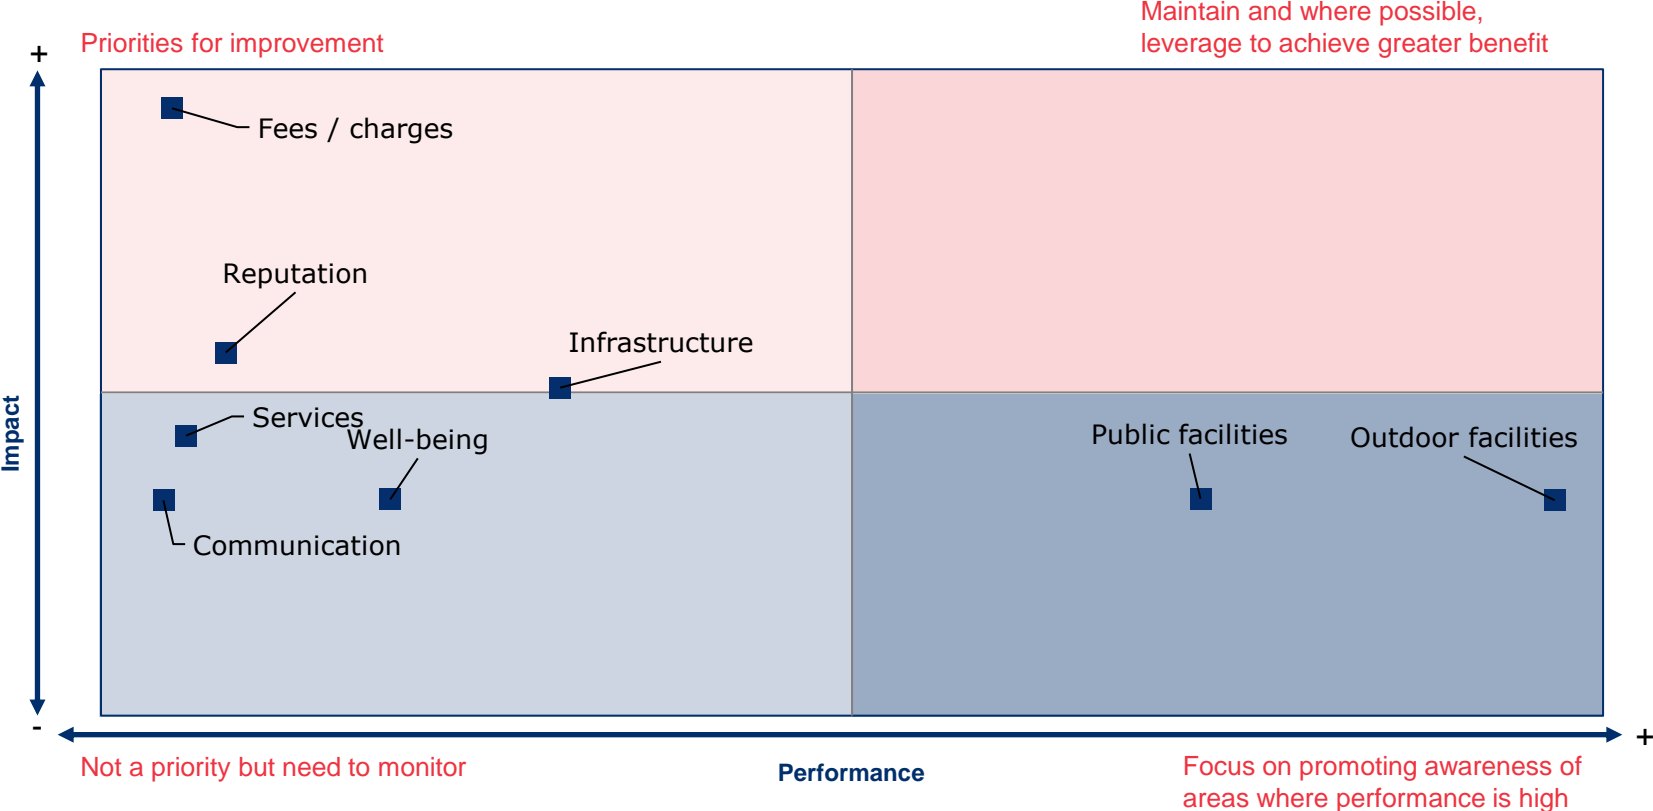 Maintain and where possible,
leverage to achieve greater benefit
Priorities for improvement
+
Fees / charges
Reputation
Infrastructure
Services
Well-being
Public facilities
Outdoor facilities
Impact
Communication
-
+
Not a priority but need to monitor
Performance
Focus on promoting awareness of
areas where performance is high